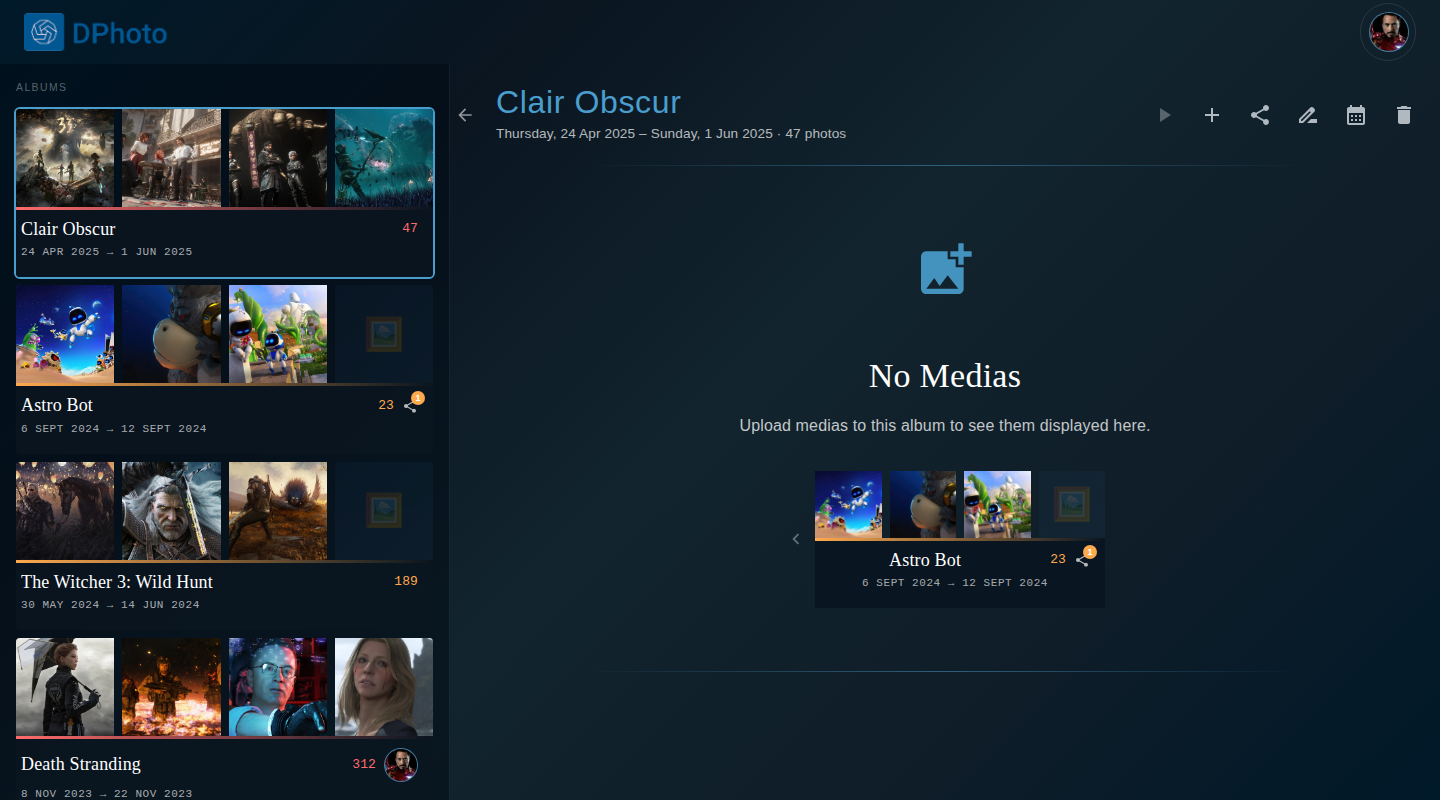 DPhoto
ALBUMS
33
Clair Obscur
47
24 APR 2025 → 1 JUN 2025
Astro Bot
23
1
6 SEPT 2024 → 12 SEPT 2024
The Witcher 3: Wild Hunt
189
30 MAY 2024 → 14 JUN 2024
Death Stranding
312
8 NOV 2023 → 22 NOV 2023
Clair Obscur
Thursday, 24 Apr 2025 – Sunday, 1 Jun 2025 · 47 photos
No Medias
Upload medias to this album to see them displayed here.
Astro Bot
23
1
6 SEPT 2024 → 12 SEPT 2024